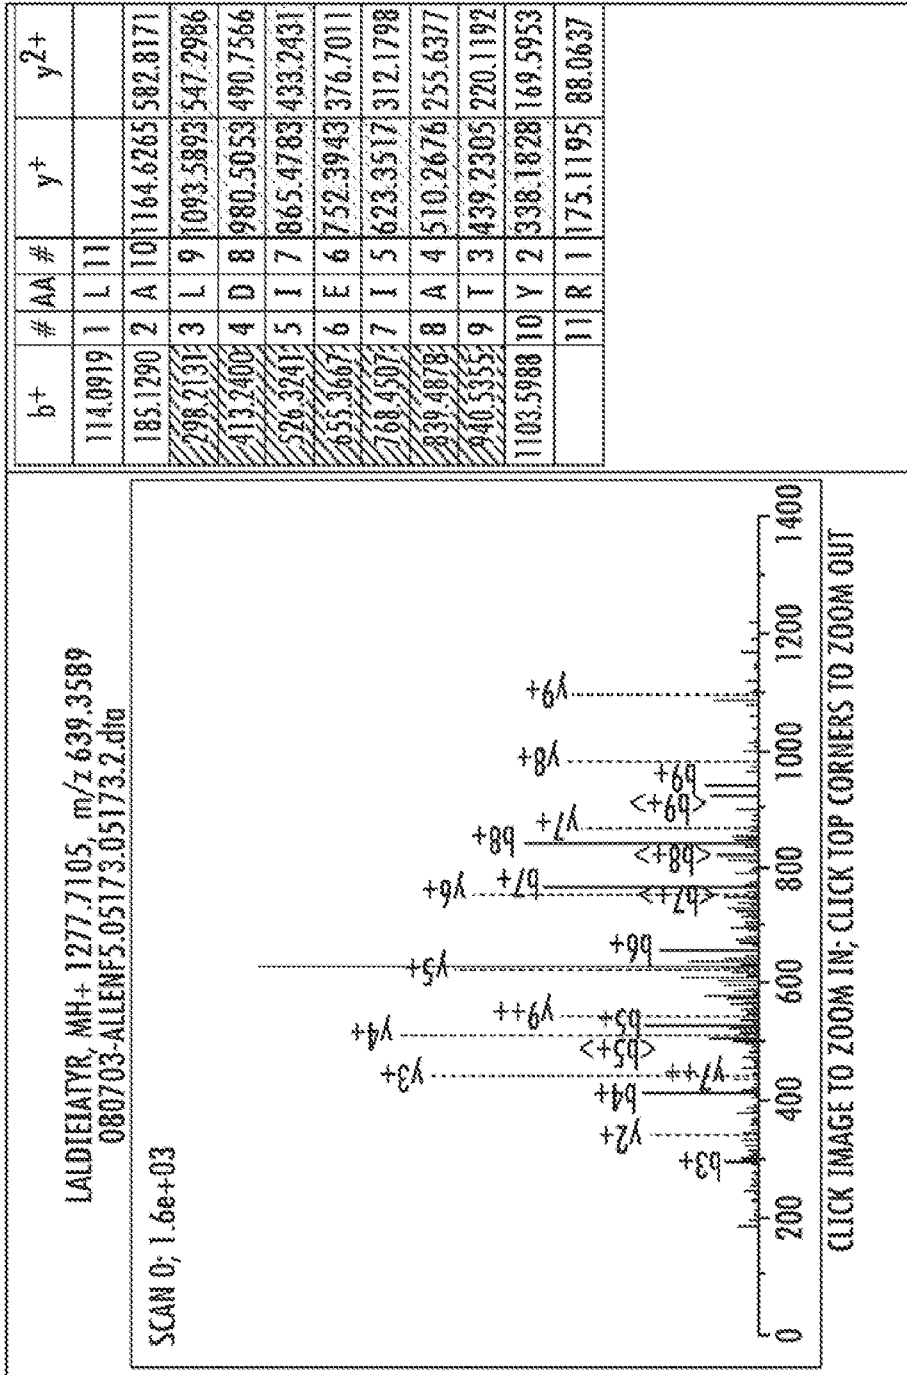 LALDIEIATYR, MH+ 1277.7105, m/z 639.3589
080703-ALLENF5.05173.05173.2.dta
SCAN 0; 1.6e+03
b3+
y2+
b4+
y7++
y3+
<b5+>
b5+
y4+
y9++
y5+
b6+
<b7+>
b7+
y6+
<b8+>
b8+
y7+
<b9+>
b9+
y8+
y9+
0 200 400 600 800 1000 1200 1400
CLICK IMAGE TO ZOOM IN; CLICK TOP CORNERS TO ZOOM OUT
b+ # AA # y+ y2+
114.0919 1 L 11
185.1290 2 A 10 1164.6265 582.8171
298.2131 3 L 9 1093.5893 547.2986
413.2400 4 D 8 980.5053 490.7566
526.3241 5 I 7 865.4783 433.2431
655.3667 6 E 6 752.3943 376.7011
768.4507 7 I 5 623.3517 312.1798
839.4878 8 A 4 510.2676 255.6377
940.5355 9 T 3 439.2305 220.1192
1103.5988 10 Y 2 338.1828 169.5953
11 R 1 175.1195 88.0637